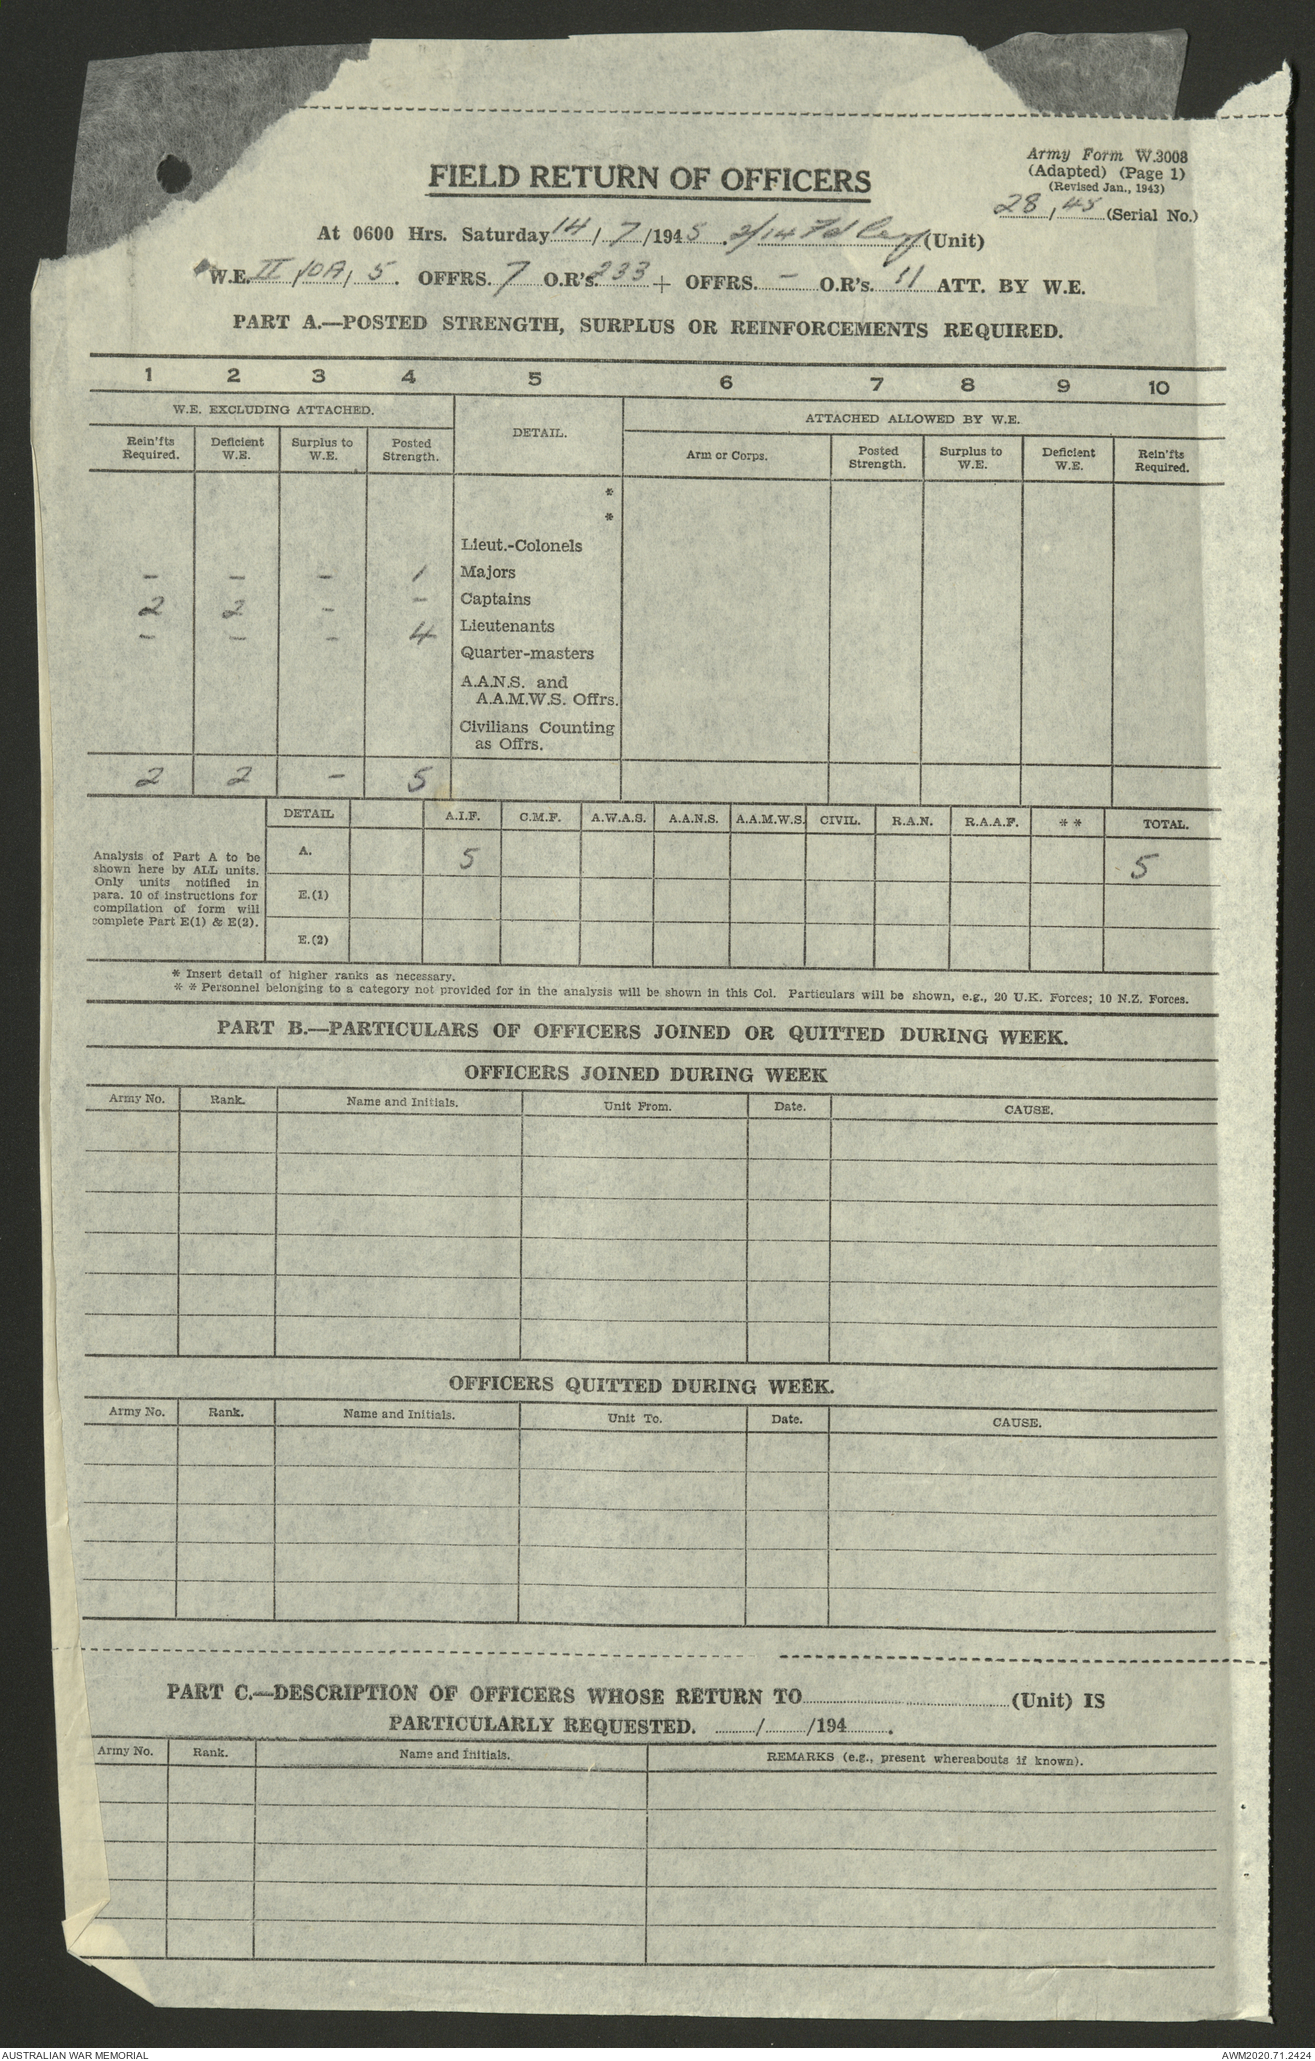 Army Form W.3008
(Adapted) (Page 1)
(Revised Jan., 1943)
28 / 45 (Serial No.)
FIELD RETURN OF OFFICERS
At 0600 Hrs. Saturday 14 / 7 /1945. 2/14 Fd Coy (Unit)
W.E. II /0A/ 5. OFFRS. 7 O.R's. 233 + OFFRS. - O.R's. 11 ATT. BY W.E.
PART A.—POSTED STRENGTH, SURPLUS OR REINFORCEMENTS REQUIRED.
1 2 3 4 5 6 7 8 9 10
W.E. EXCLUDING ATTACHED. DETAIL. ATTACHED ALLOWED BY W.E.
Rein'fts Required. Deficient W.E. Surplus to W.E. Posted Strength. Arm or Corps. Posted Strength. Surplus to W.E. Deficient W.E. Rein'fts Required.
*
*
Lieut.-Colonels
- - - 1 Majors
2 2 - - Captains
- - - 4 Lieutenants
Quarter-masters
A.A.N.S. and
A.A.M.W.S. Offrs.
Civilians Counting
as Offrs.
2 2 - 5
DETAIL A.I.F. C.M.F. A.W.A.S. A.A.N.S. A.A.M.W.S. CIVIL. R.A.N. R.A.A.F. * * TOTAL.
Analysis of Part A to be
shown here by ALL units.
Only units notified in
para. 10 of instructions for
compilation of form will
complete Part E(1) & E(2).
A. 5 5
E.(1)
E.(2)
* Insert detail of higher ranks as necessary.
* * Personnel belonging to a category not provided for in the analysis will be shown in this Col. Particulars will be shown, e.g., 20 U.K. Forces; 10 N.Z. Forces.
PART B.—PARTICULARS OF OFFICERS JOINED OR QUITTED DURING WEEK.
OFFICERS JOINED DURING WEEK
Army No. Rank. Name and Initials. Unit From. Date. CAUSE.
OFFICERS QUITTED DURING WEEK.
Army No. Rank. Name and Initials. Unit To. Date. CAUSE.
PART C.—DESCRIPTION OF OFFICERS WHOSE RETURN TO (Unit) IS
PARTICULARLY REQUESTED. / /194 .
Army No. Rank. Name and Initials. REMARKS (e.g., present whereabouts if known).
AUSTRALIAN WAR MEMORIAL AWM2020.71.2424